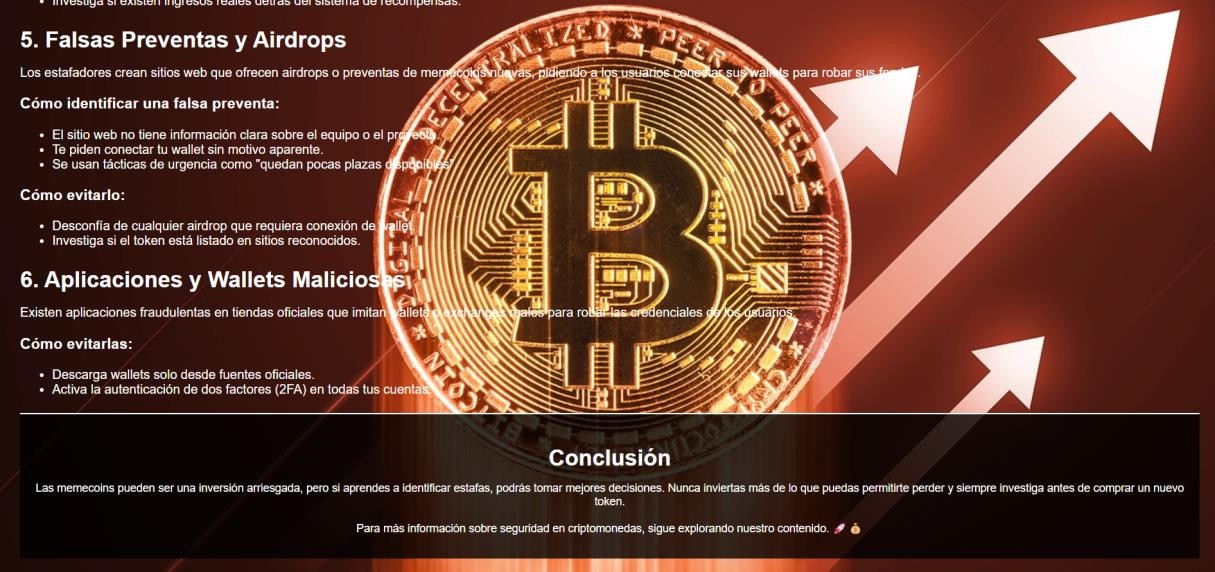 Investiga si existen ingresos reales detrás del sistema de recompensas.
5. Falsas Preventas y Airdrops
Los estafadores crean sitios web que ofrecen airdrops o preventas de memecoins nuevas, pidiendo a los usuarios conectar sus wallets para robar sus fondos.
Cómo identificar una falsa preventa:
• El sitio web no tiene información clara sobre el equipo o el proyecto.
• Te piden conectar tu wallet sin motivo aparente.
• Se usan tácticas de urgencia como "quedan pocas plazas disponibles"
Cómo evitarlo:
• Desconfía de cualquier airdrop que requiera conexión de wallet.
• Investiga si el token está listado en sitios reconocidos.
6. Aplicaciones y Wallets Maliciosas
Existen aplicaciones fraudulentas en tiendas oficiales que imitan wallets o exchanges reales para robar las credenciales de los usuarios.
Cómo evitarlas:
• Descarga wallets solo desde fuentes oficiales.
• Activa la autenticación de dos factores (2FA) en todas tus cuentas.
DECENTRALIZED * PEER TO PEER *
DIGITAL
Conclusión
Las memecoins pueden ser una inversión arriesgada, pero si aprendes a identificar estafas, podrás tomar mejores decisiones. Nunca inviertas más de lo que puedas permitirte perder y siempre investiga antes de comprar un nuevo
token.
Para más información sobre seguridad en criptomonedas, sigue explorando nuestro contenido. 🚀 💰